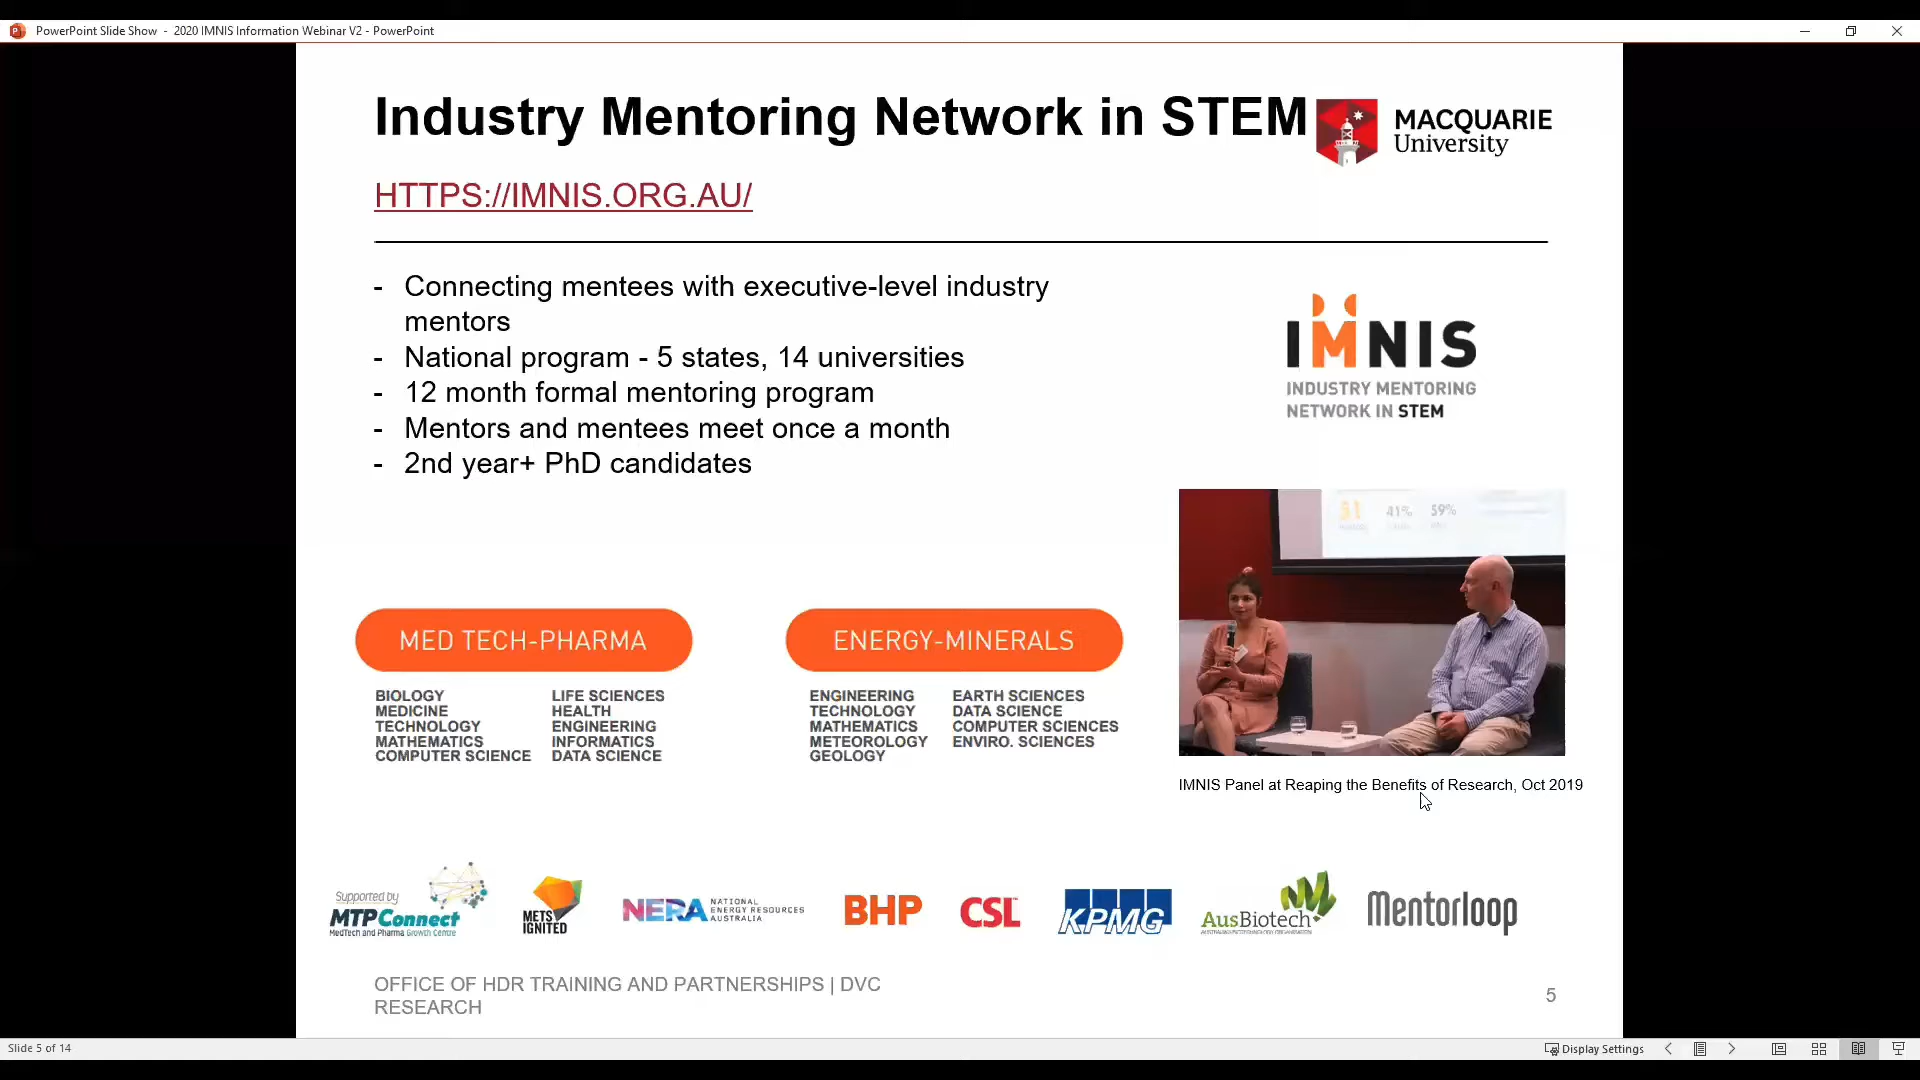 PowerPoint Slide Show - 2020 IMNIS Information Webinar V2 - PowerPoint
Industry Mentoring Network in STEM
MACQUARIE
University
HTTPS://IMNIS.ORG.AU/
- Connecting mentees with executive-level industry
mentors
- National program - 5 states, 14 universities
- 12 month formal mentoring program
- Mentors and mentees meet once a month
- 2nd year+ PhD candidates
IMNIS
INDUSTRY MENTORING
NETWORK IN STEM
51 41% 59%
MED TECH-PHARMA
BIOLOGY
MEDICINE
TECHNOLOGY
MATHEMATICS
COMPUTER SCIENCE
LIFE SCIENCES
HEALTH
ENGINEERING
INFORMATICS
DATA SCIENCE
ENERGY-MINERALS
ENGINEERING
TECHNOLOGY
MATHEMATICS
METEOROLOGY
GEOLOGY
EARTH SCIENCES
DATA SCIENCE
COMPUTER SCIENCES
ENVIRO. SCIENCES
IMNIS Panel at Reaping the Benefits of Research, Oct 2019
Supported by
MTPConnect
MedTech and Pharma Growth Centre
METS
IGNITED
NERA
NATIONAL
ENERGY RESOURCES
AUSTRALIA
BHP
CSL
KPMG
AusBiotech
Mentorloop
OFFICE OF HDR TRAINING AND PARTNERSHIPS | DVC
RESEARCH
5
Slide 5 of 14
Display Settings